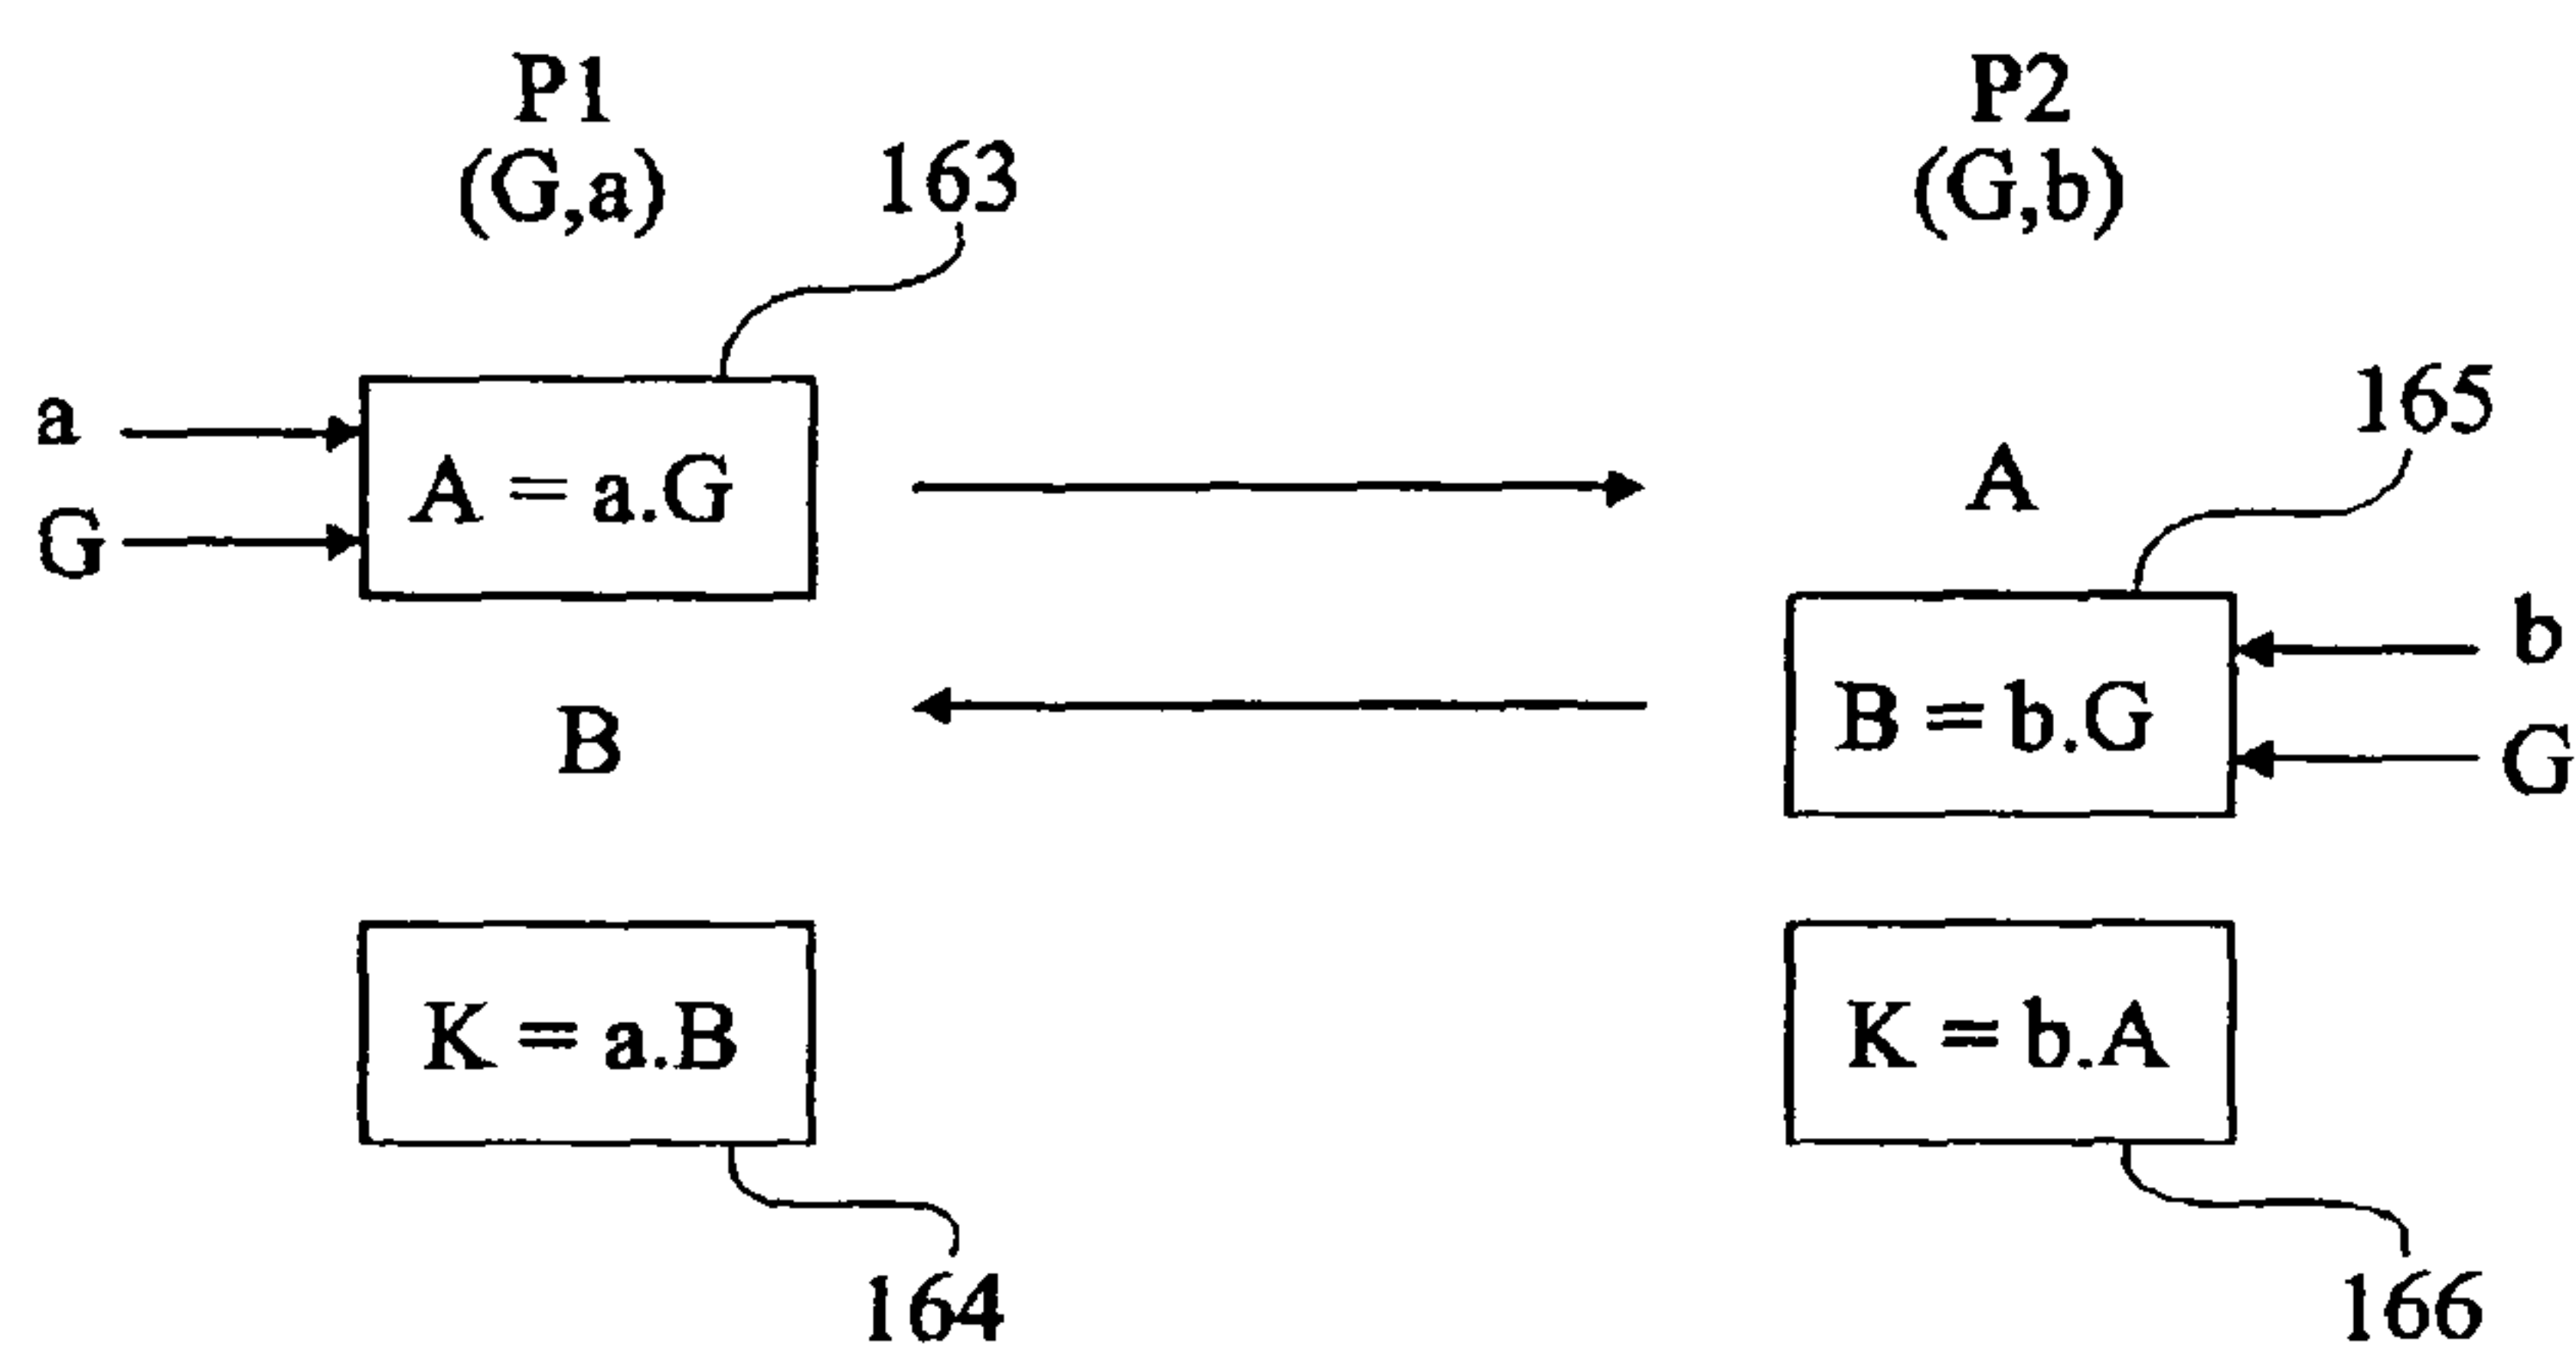 P1
(G,a)
163
P2
(G,b)
a
G
A = a.G
A
165
B
B = b.G
b
G
K = a.B
K = b.A
164
166